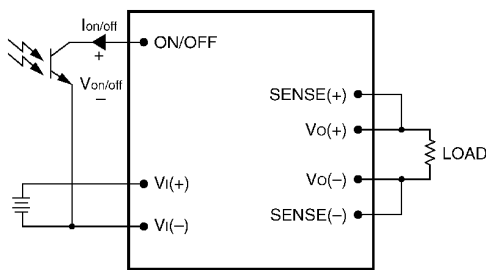 Ion/off
+
Von/off
–
ON/OFF
SENSE(+)
VO(+)
LOAD
VO(–)
SENSE(–)
VI(+)
VI(–)